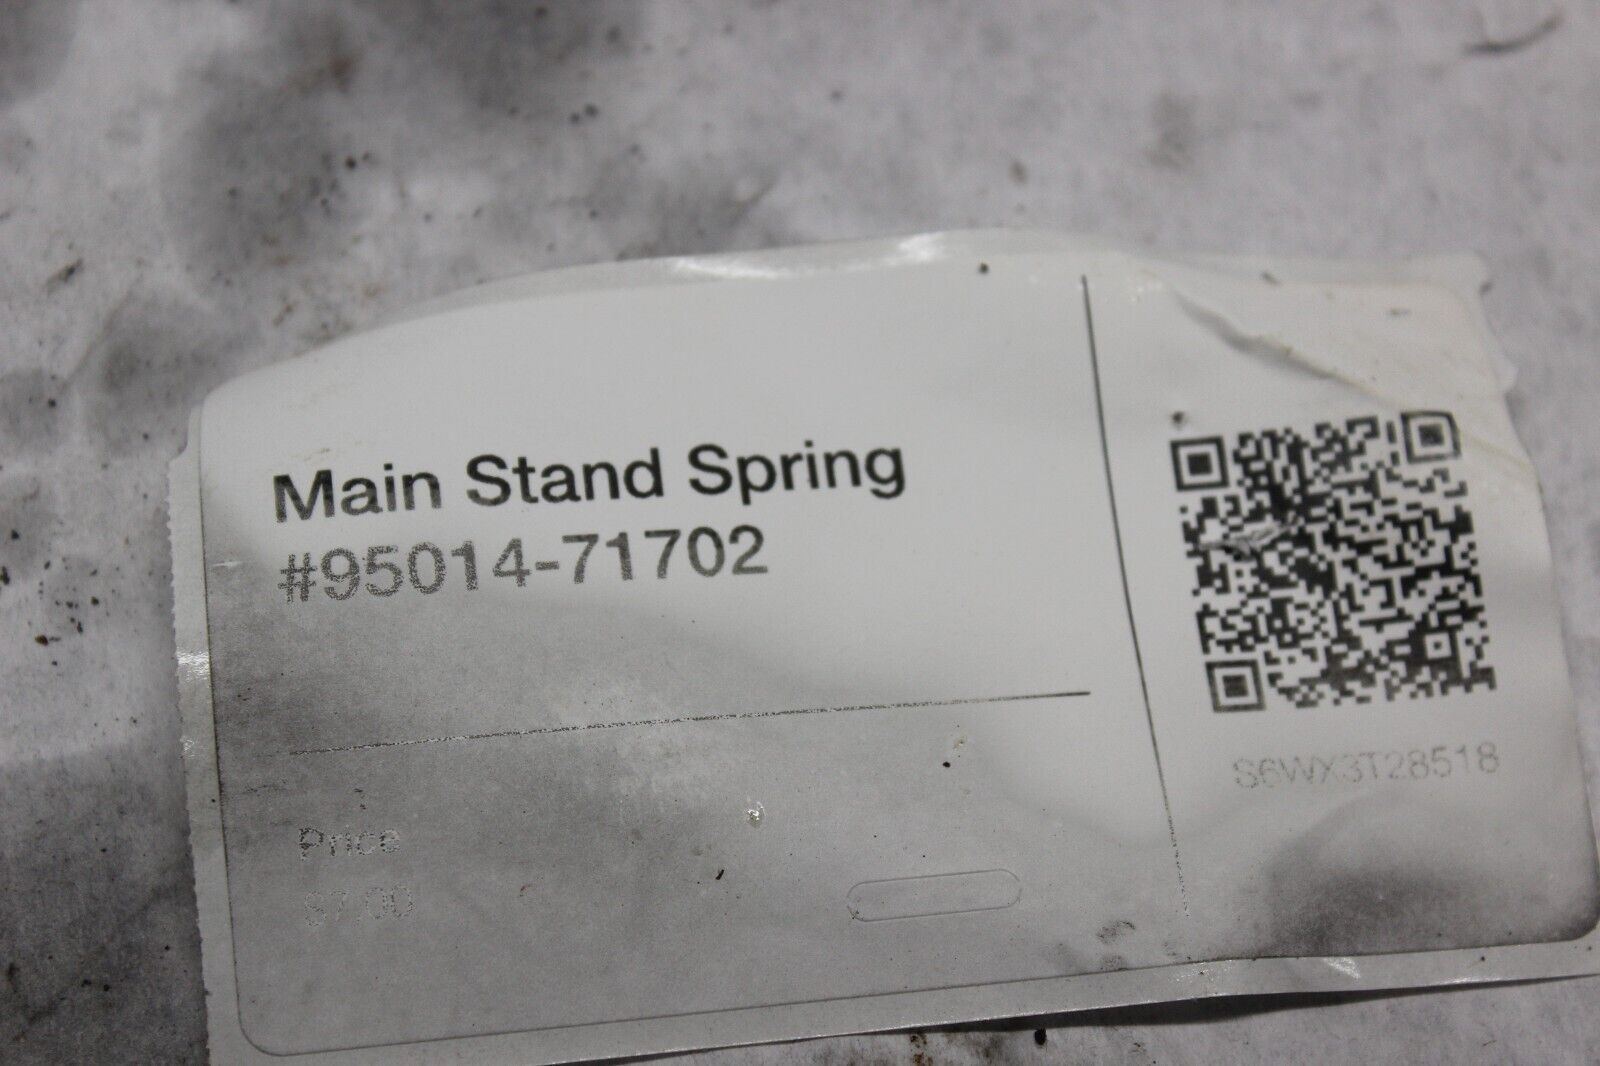 Main Stand Spring
#95014-71702
Price
$7.00
S6WX3T28518